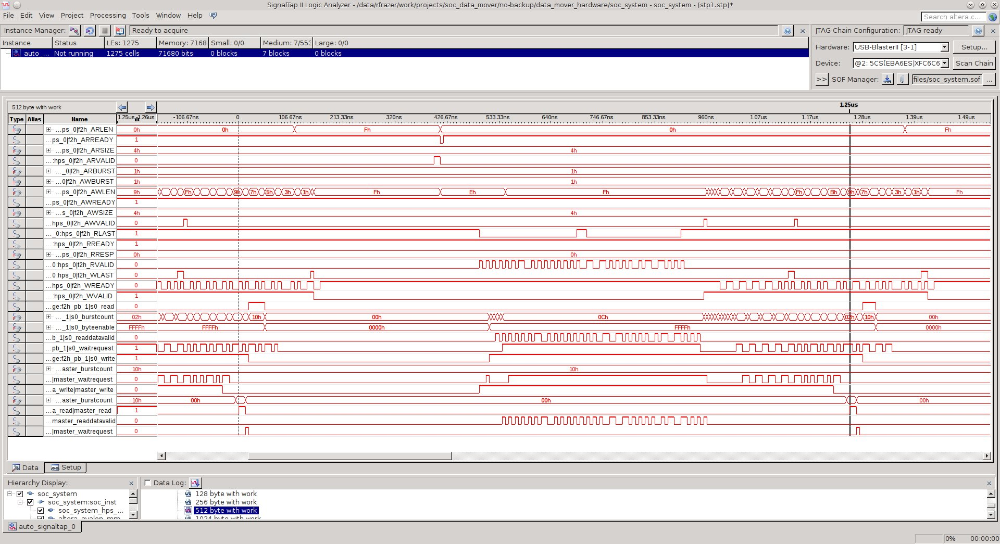 SignalTap II Logic Analyzer - /data/rfrazer/work/projects/soc_data_mover/no-backup/data_mover_hardware/soc_system - soc_system - [stp1.stp]*
File Edit View Project Processing Tools Window Help
Search altera.c...
Instance Manager: Ready to acquire
JTAG Chain Configuration: JTAG ready
Instance Status LEs: 1275 Memory: 7168 Small: 0/0 Medium: 7/553 Large: 0/0
auto_... Not running 1275 cells 71680 bits 0 blocks 7 blocks 0 blocks
Hardware: USB-BlasterII [3-1] Setup...
Device: @2: 5CS(EBA6ES|XFC6C6 Scan Chain
>> SOF Manager: files/soc_system.sof ...
512 byte with work
1.25us
Type Alias Name 1.25us 1.26us -106.67ns 0 106.67ns 213.33ns 320ns 426.67ns 533.33ns 640ns 746.67ns 853.33ns 960ns 1.07us 1.17us 1.28us 1.39us 1.49us
...ps_0|f2h_ARLEN 0h 0h Fh 0h Fh
...ps_0|f2h_ARREADY 1
...ps_0|f2h_ARSIZE 4h 4h
...:hps_0|f2h_ARVALID 0
..._0|f2h_ARBURST 1h 1h
...0|f2h_AWBURST 1h 1h
...ps_0|f2h_AWLEN 9h Fh 9h 7h 5h 3h 1h Fh Eh Fh Fh Bh 9h 7h 3h 1h Fh
ps_0|f2h_AWREADY 1
...s_0|f2h_AWSIZE 4h 4h
hps_0|f2h_AWVALID 0
..._0:hps_0|f2h_RLAST 1
...:hps_0|f2h_RREADY 1
...ps_0|f2h_RRESP 0h 0h
0:hps_0|f2h_RVALID 0
0:hps_0|f2h_WLAST 0
hps_0|f2h_WREADY 0
...:hps_0|f2h_WVALID 1
...ge:f2h_pb_1|s0_read 0
..._1|s0_burstcount 02h 10h 00h 0Ch 02h 10h 00h
..._1|s0_byteenable FFFFh FFFFh 0000h FFFFh 0000h
b_1|s0_readdatavalid 0
...pb_1|s0_waitrequest 1
ge:f2h_pb_1|s0_write 1
...aster_burstcount 10h 10h
...|master_waitrequest 0
...a_write|master_write 0
...aster_burstcount 10h 00h 00h 00h
...a_read|master_read 1
master_readdatavalid 0
...|master_waitrequest 0
Data Setup
Hierarchy Display:
soc_system
soc_system:soc_inst
soc_system_hps_...
altera_avalon_mm
Data Log:
128 byte with work
256 byte with work
512 byte with work
1024 byte with work
auto_signaltap_0
0% 00:00:00